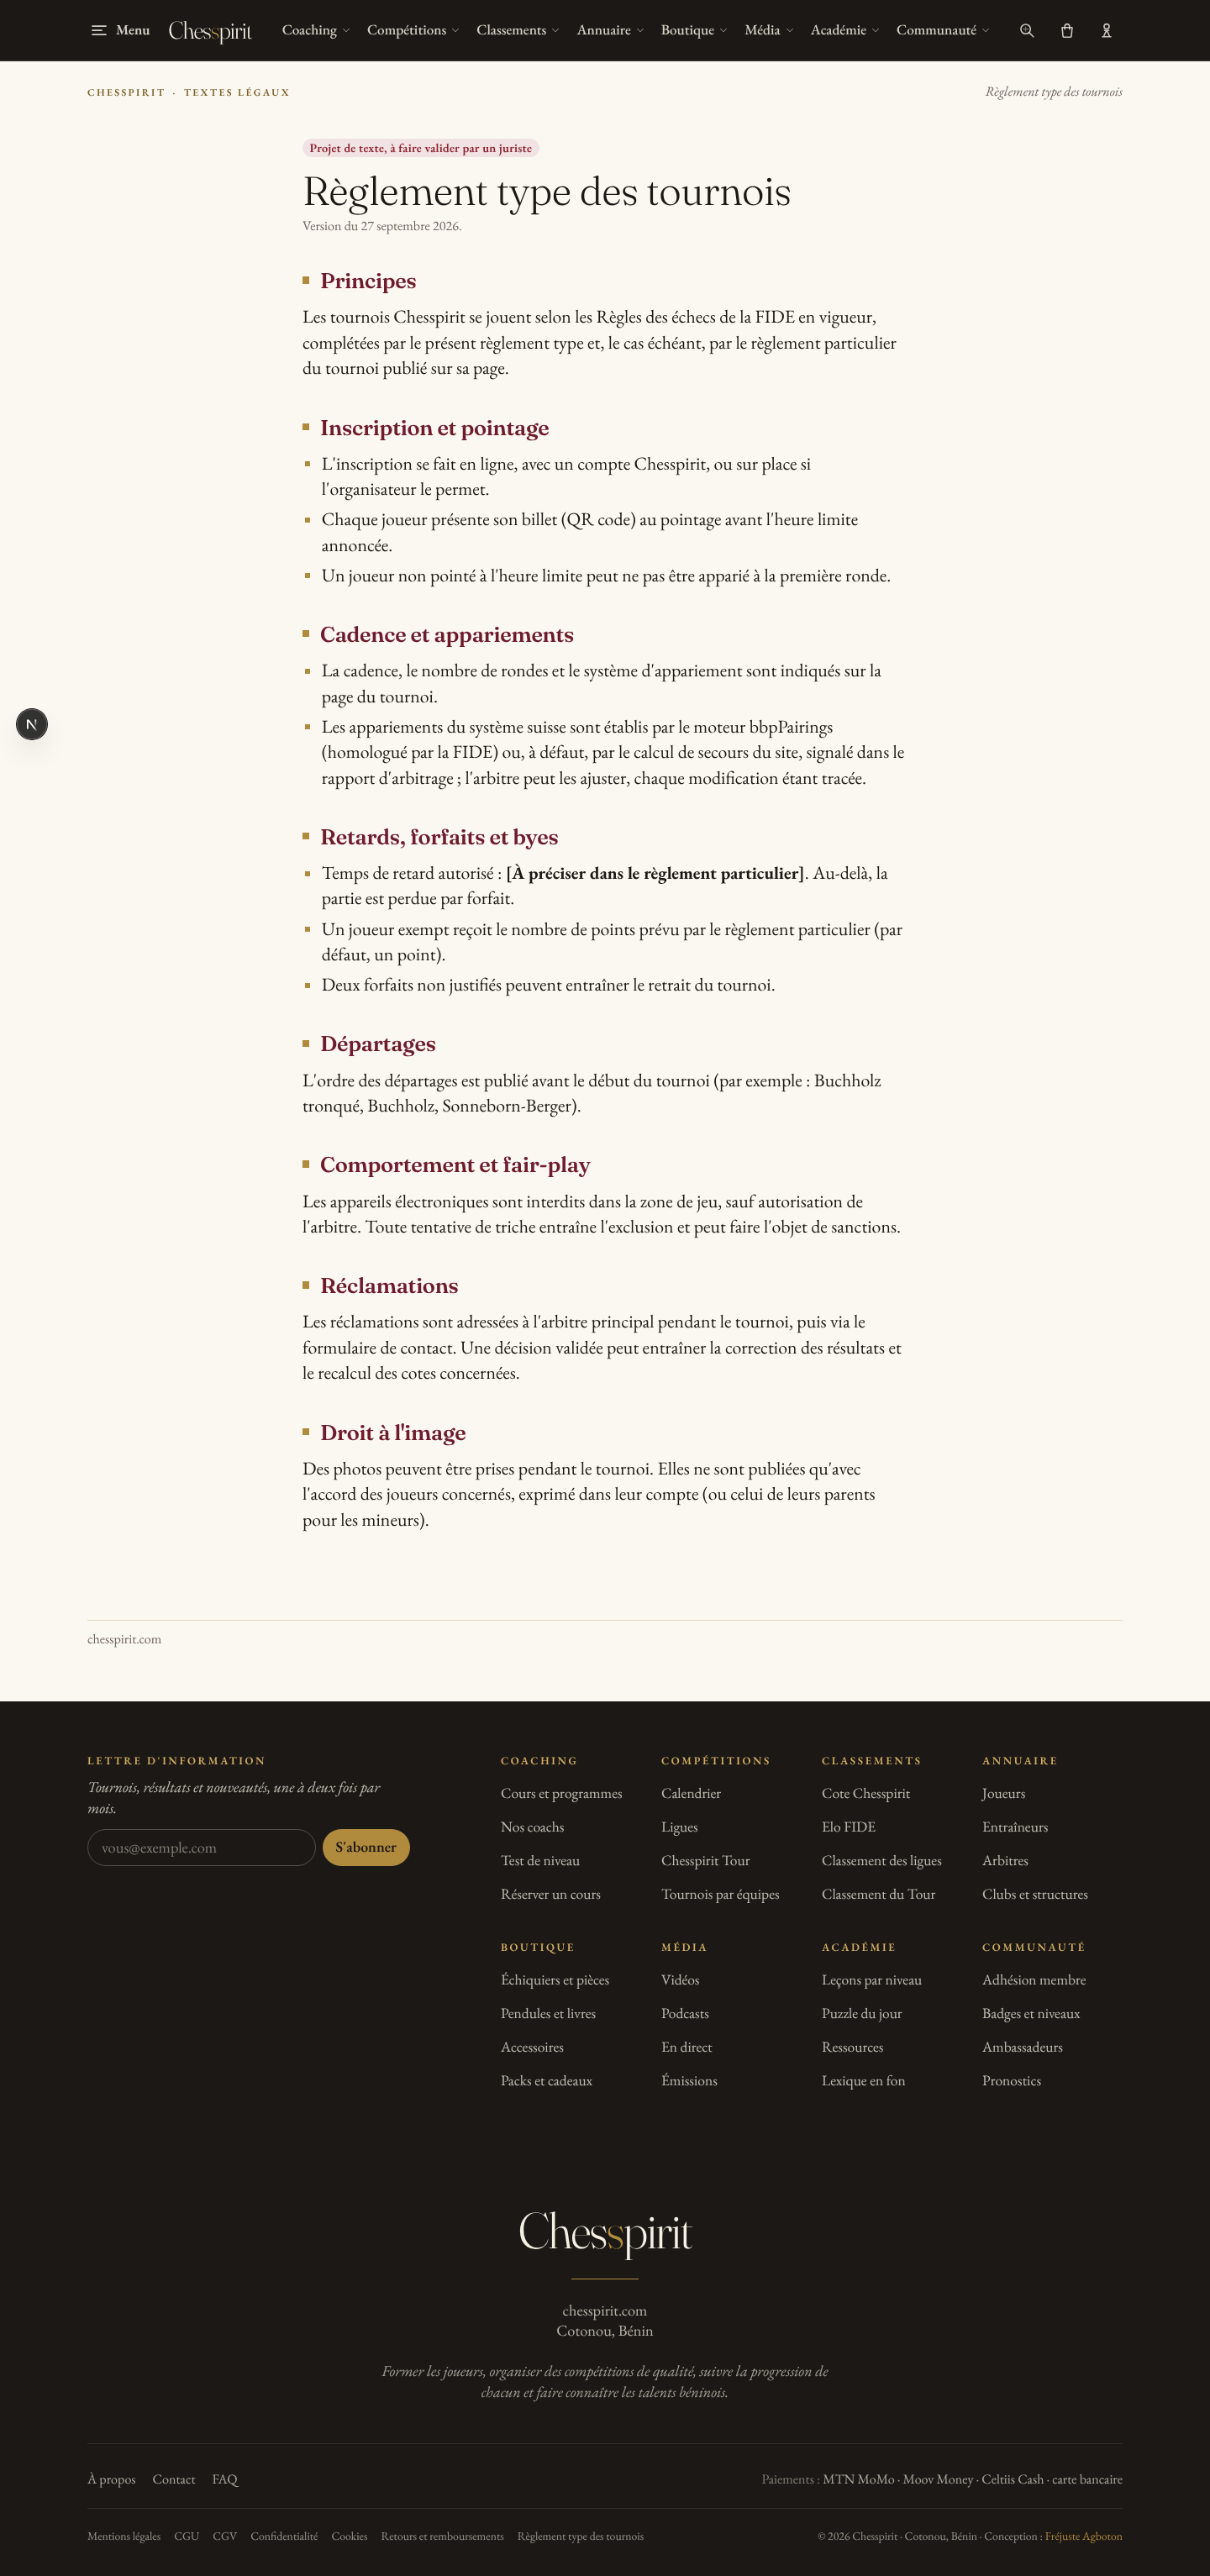 Menu
Chesspirit
Coaching
Compétitions
Classements
Annuaire
Boutique
Média
Académie
Communauté
CHESSPIRIT · TEXTES LÉGAUX
Règlement type des tournois
Projet de texte, à faire valider par un juriste
Règlement type des tournois
Version du 27 septembre 2026.
Principes
Les tournois Chesspirit se jouent selon les Règles des échecs de la FIDE en vigueur,
complétées par le présent règlement type et, le cas échéant, par le règlement particulier
du tournoi publié sur sa page.
Inscription et pointage
L'inscription se fait en ligne, avec un compte Chesspirit, ou sur place si
l'organisateur le permet.
Chaque joueur présente son billet (QR code) au pointage avant l'heure limite
annoncée.
Un joueur non pointé à l'heure limite peut ne pas être apparié à la première ronde.
Cadence et appariements
La cadence, le nombre de rondes et le système d'appariement sont indiqués sur la
page du tournoi.
Les appariements du système suisse sont établis par le moteur bbpPairings
(homologué par la FIDE) ou, à défaut, par le calcul de secours du site, signalé dans le
rapport d'arbitrage ; l'arbitre peut les ajuster, chaque modification étant tracée.
N
Retards, forfaits et byes
Temps de retard autorisé : [À préciser dans le règlement particulier]. Au-delà, la
partie est perdue par forfait.
Un joueur exempt reçoit le nombre de points prévu par le règlement particulier (par
défaut, un point).
Deux forfaits non justifiés peuvent entraîner le retrait du tournoi.
Départages
L'ordre des départages est publié avant le début du tournoi (par exemple : Buchholz
tronqué, Buchholz, Sonneborn-Berger).
Comportement et fair-play
Les appareils électroniques sont interdits dans la zone de jeu, sauf autorisation de
l'arbitre. Toute tentative de triche entraîne l'exclusion et peut faire l'objet de sanctions.
Réclamations
Les réclamations sont adressées à l'arbitre principal pendant le tournoi, puis via le
formulaire de contact. Une décision validée peut entraîner la correction des résultats et
le recalcul des cotes concernées.
Droit à l'image
Des photos peuvent être prises pendant le tournoi. Elles ne sont publiées qu'avec
l'accord des joueurs concernés, exprimé dans leur compte (ou celui de leurs parents
pour les mineurs).
chesspirit.com
LETTRE D'INFORMATION
Tournois, résultats et nouveautés, une à deux fois par
mois.
vous@exemple.com
S'abonner
COACHING
Cours et programmes
Nos coachs
Test de niveau
Réserver un cours
COMPÉTITIONS
Calendrier
Ligues
Chesspirit Tour
Tournois par équipes
CLASSEMENTS
Cote Chesspirit
Elo FIDE
Classement des ligues
Classement du Tour
ANNUAIRE
Joueurs
Entraîneurs
Arbitres
Clubs et structures
BOUTIQUE
Échiquiers et pièces
Pendules et livres
Accessoires
Packs et cadeaux
MÉDIA
Vidéos
Podcasts
En direct
Émissions
ACADÉMIE
Leçons par niveau
Puzzle du jour
Ressources
Lexique en fon
COMMUNAUTÉ
Adhésion membre
Badges et niveaux
Ambassadeurs
Pronostics
Chesspirit
chesspirit.com
Cotonou, Bénin
Former les joueurs, organiser des compétitions de qualité, suivre la progression de
chacun et faire connaître les talents béninois.
À propos
Contact
FAQ
Paiements : MTN MoMo · Moov Money · Celtiis Cash · carte bancaire
Mentions légales
CGU
CGV
Confidentialité
Cookies
Retours et remboursements
Règlement type des tournois
© 2026 Chesspirit · Cotonou, Bénin · Conception : Fréjuste Agboton